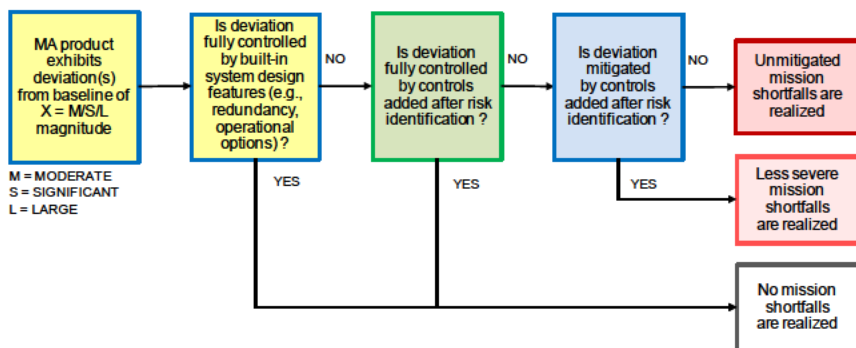 MA product
exhibits
deviation(s)
from baseline of
X = M/S/L
magnitude
M = MODERATE
S = SIGNIFICANT
L = LARGE
Is deviation
fully controlled
by built-in
system design
features (e.g.,
redundancy,
operational
options) ?
NO
YES
Is deviation
fully controlled
by controls
added after risk
identification ?
NO
YES
Is deviation
mitigated
by controls
added after risk
identification ?
NO
YES
Unmitigated
mission
shortfalls are
realized
Less severe
mission
shortfalls
are realized
No mission
shortfalls
are realized